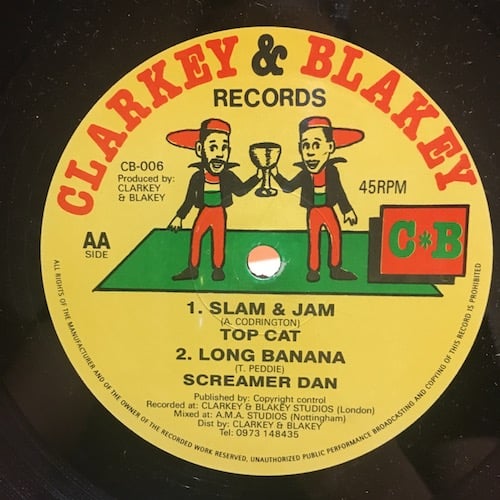 CLARKEY & BLAKEY
RECORDS
CB-006
Produced by:
CLARKEY
& BLAKEY
45RPM
AA
SIDE
C*B
1. SLAM & JAM
(A. CODRINGTON)
TOP CAT
2. LONG BANANA
(T. PEDDIE)
SCREAMER DAN
Published by: Copyright control
Recorded at: CLARKEY & BLAKEY STUDIOS (London)
Mixed at: A.M.A. STUDIOS (Nottingham)
Dist by: CLARKEY & BLAKEY
Tel: 0973 148435
ALL RIGHTS OF THE MANUFACTURER AND OF THE OWNER OF THE RECORDED WORK RESERVED, UNAUTHORIZED PUBLIC PERFORMANCE BROADCASTING AND COPYING OF THIS RECORD IS PROHIBITED